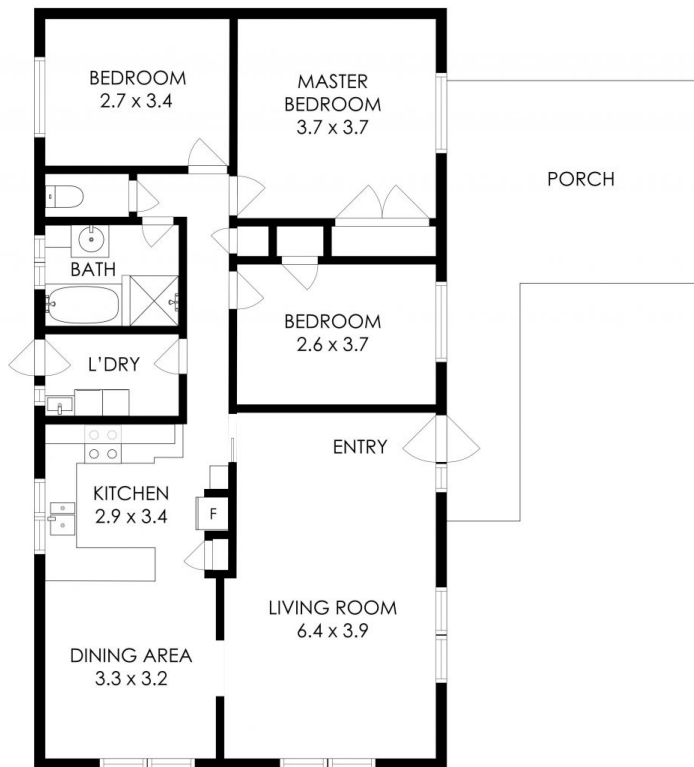 BEDROOM
2.7 x 3.4
MASTER
BEDROOM
3.7 x 3.7
PORCH
BATH
BEDROOM
2.6 x 3.7
L'DRY
ENTRY
KITCHEN
2.9 x 3.4
F
LIVING ROOM
6.4 x 3.9
DINING AREA
3.3 x 3.2